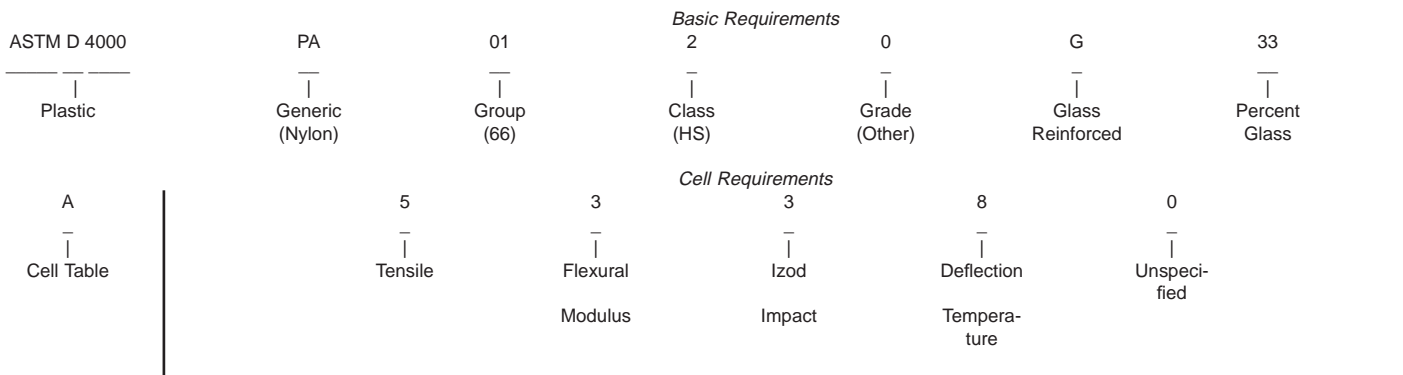 Basic Requirements
ASTM D 4000 PA 01 2 0 G 33
Plastic Generic Group Class Grade Glass Percent
(Nylon) (66) (HS) (Other) Reinforced Glass
Cell Requirements
A 5 3 3 8 0
Cell Table Tensile Flexural Izod Deflection Unspeci-
fied
Modulus Impact Tempera-
ture